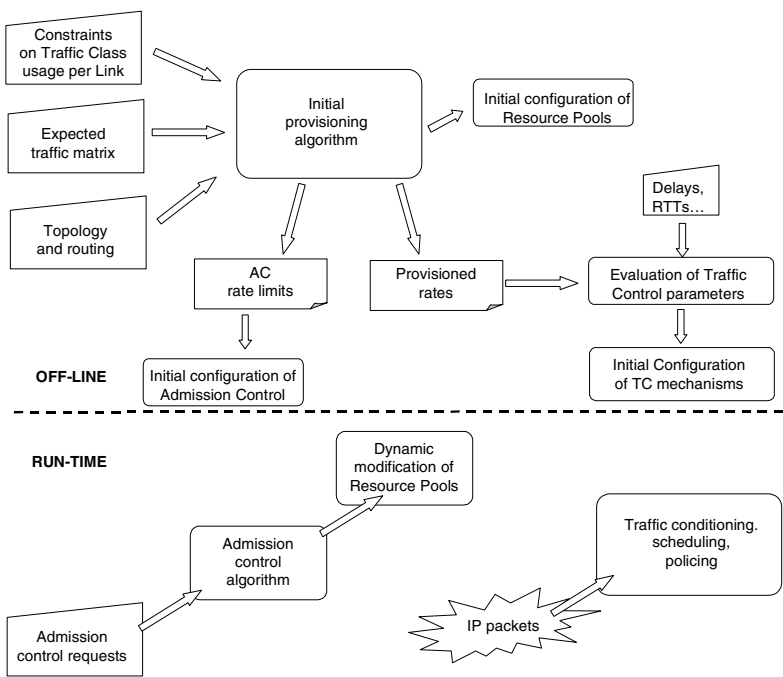 Constraints
on Traffic Class
usage per Link
Initial
provisioning
algorithm
Initial configuration of
Resource Pools
Expected
traffic matrix
Delays,
RTTs...
Topology
and routing
AC
rate limits
Provisioned
rates
Evaluation of Traffic
Control parameters
OFF-LINE
Initial configuration of
Admission Control
Initial Configuration
of TC mechanisms
RUN-TIME
Dynamic
modification of
Resource Pools
Traffic conditioning.
scheduling,
policing
Admission
control
algorithm
IP packets
Admission
control requests